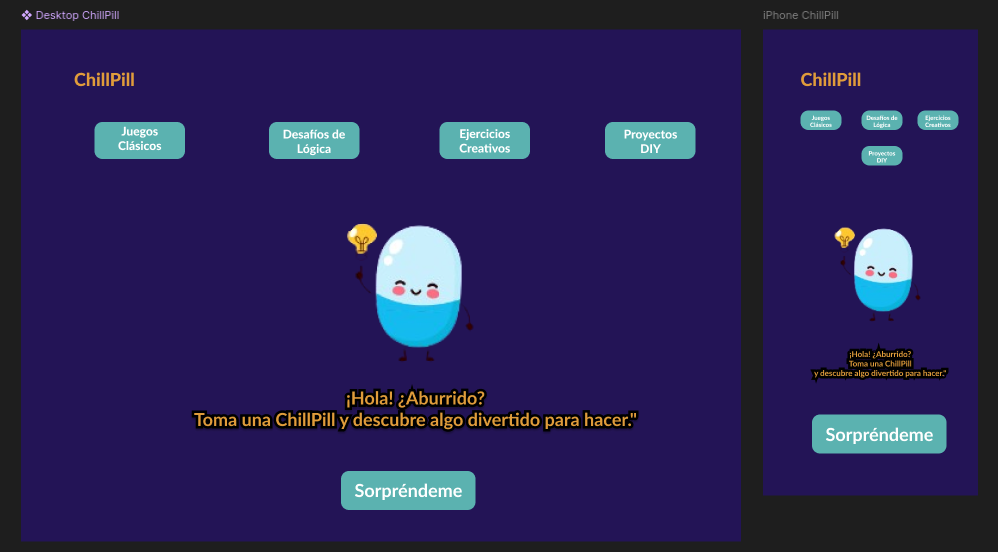 Desktop ChillPill
ChillPill
Juegos
Clásicos
Desafíos de
Lógica
Ejercicios
Creativos
Proyectos
DIY
¡Hola! ¿Aburrido?
Toma una ChillPill y descubre algo divertido para hacer."
Sorpréndeme
iPhone ChillPill
ChillPill
Juegos
Clásicos
Desafíos de
Lógica
Ejercicios
Creativos
Proyectos
DIY
¡Hola! ¿Aburrido?
Toma una ChillPill
y descubre algo divertido para hacer."
Sorpréndeme